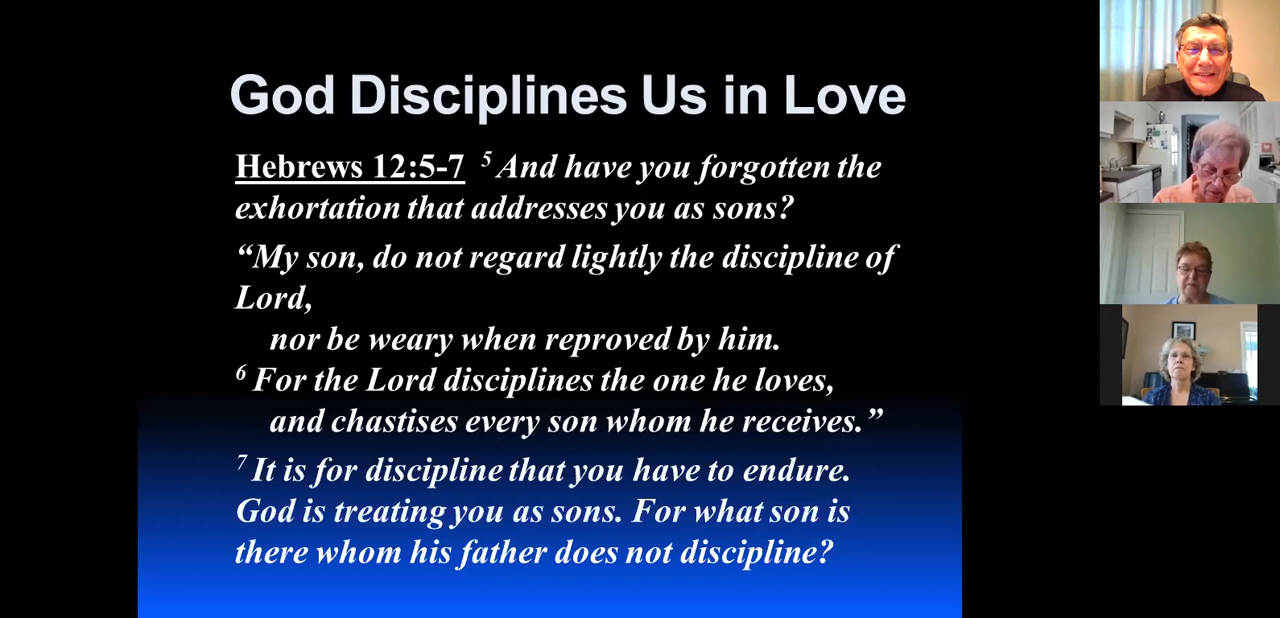 God Disciplines Us in Love
Hebrews 12:5-7 5 And have you forgotten the
exhortation that addresses you as sons?
“My son, do not regard lightly the discipline of
Lord,
nor be weary when reproved by him.
6 For the Lord disciplines the one he loves,
and chastises every son whom he receives.”
7 It is for discipline that you have to endure.
God is treating you as sons. For what son is
there whom his father does not discipline?